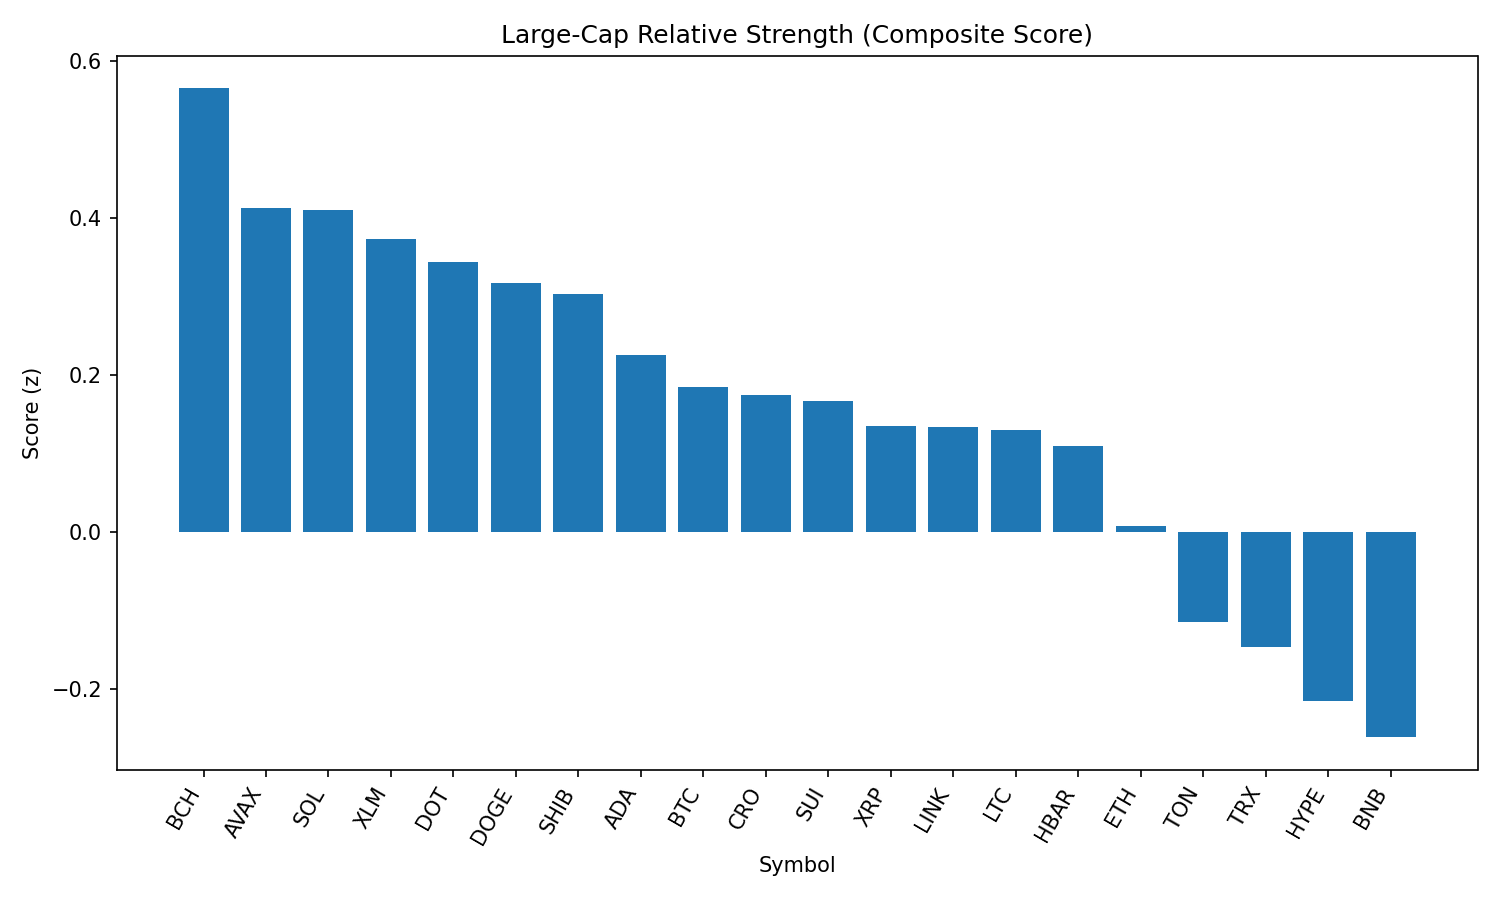 Large-Cap Relative Strength (Composite Score)
0.6
0.4
0.2
0.0
−0.2
Score (z)
BCH
AVAX
SOL
XLM
DOT
DOGE
SHIB
ADA
BTC
CRO
SUI
XRP
LINK
LTC
HBAR
ETH
TON
TRX
HYPE
BNB
Symbol